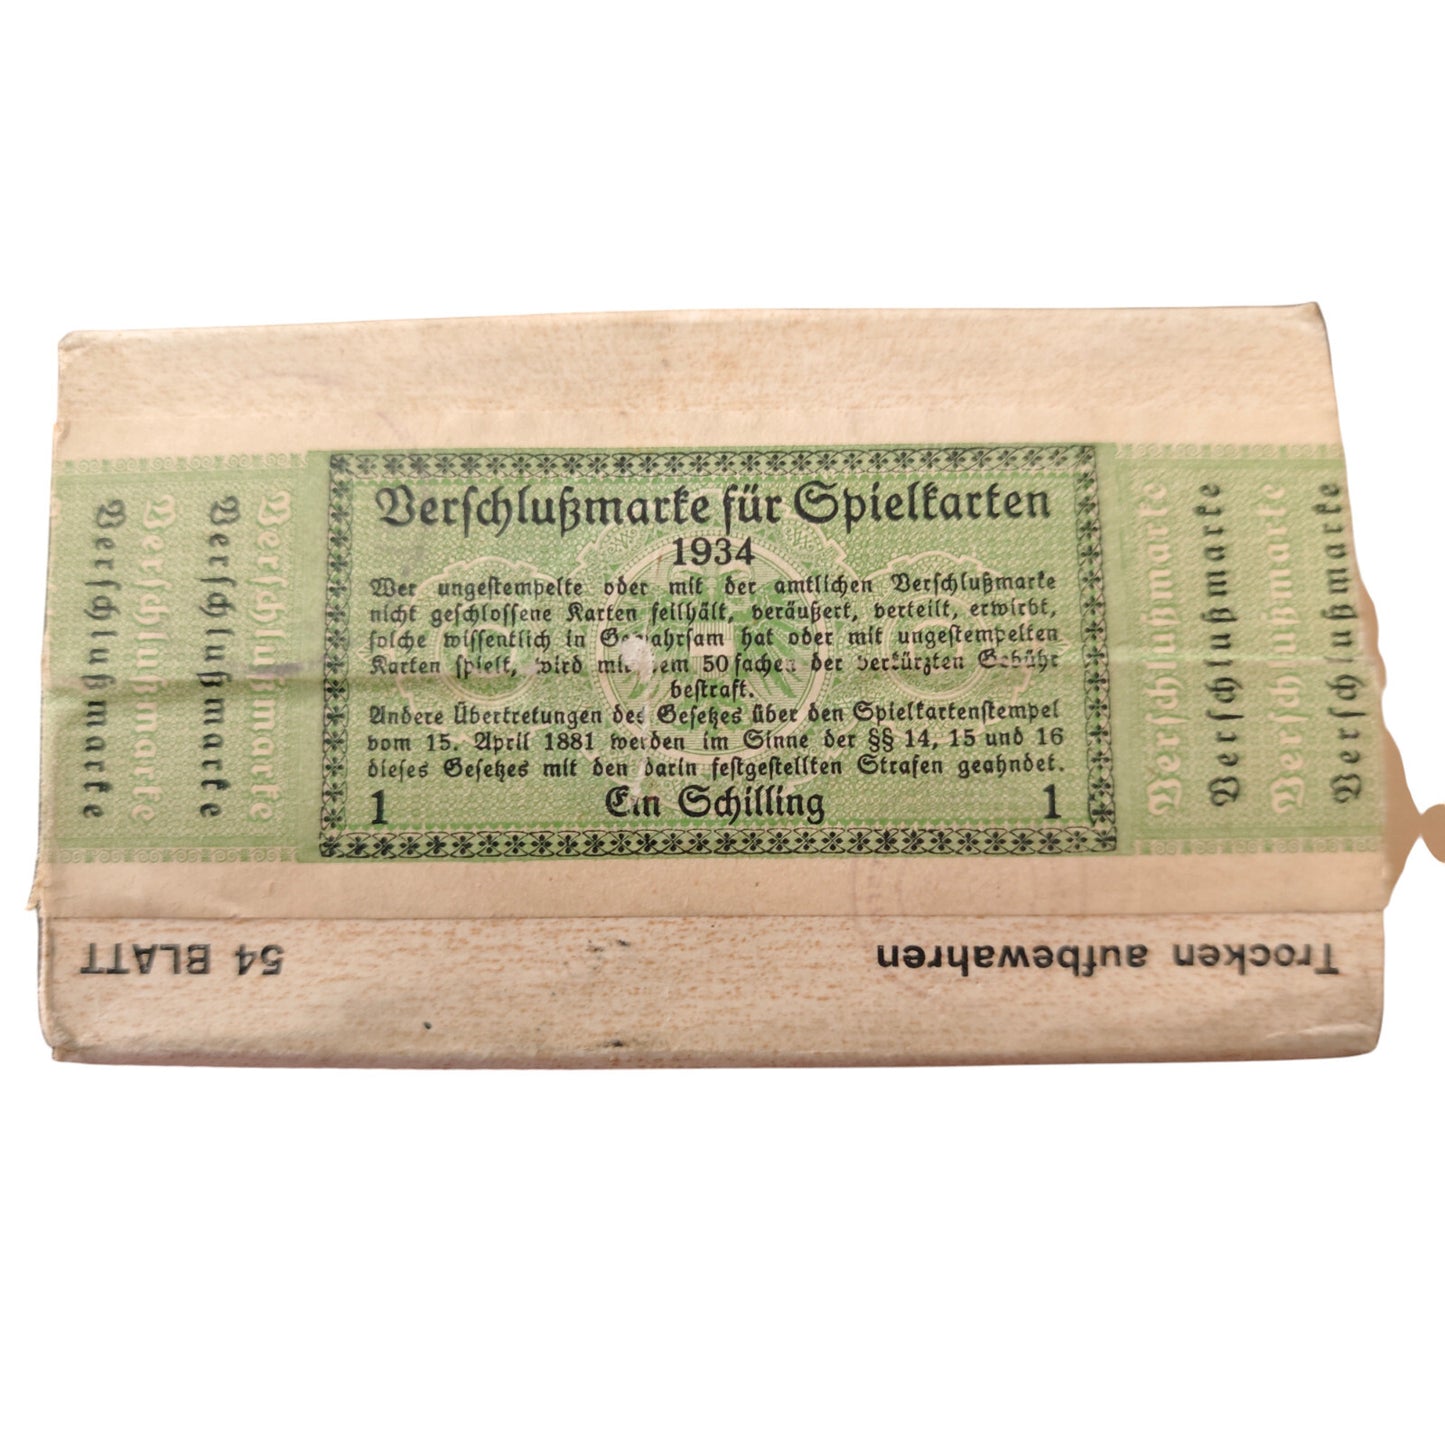 Verschlußmarke für Spielkarten
1934
Wer ungestempelte oder mit der amtlichen Verschlußmarke
nicht geschlossene Karten feilhält, veräußert, verteilt, erwirbt,
solche wissentlich in Gewahrsam hat oder mit ungestempelten
Karten spielt, wird mit dem 50fachen der verkürzten Gebühr
bestraft.
Andere Übertretungen des Gesetzes über den Spielkartenstempel
vom 15. April 1881 werden im Sinne der §§ 14, 15 und 16
dieses Gesetzes mit den darin festgestellten Strafen geahndet.
1 Ein Schilling 1
Verschlußmarke
Verschlußmarke
Verschlußmarke
Verschlußmarke
Verschlußmarke
Verschlußmarke
Verschlußmarke
Verschlußmarke
Trocken aufbewahren
54 BLATT